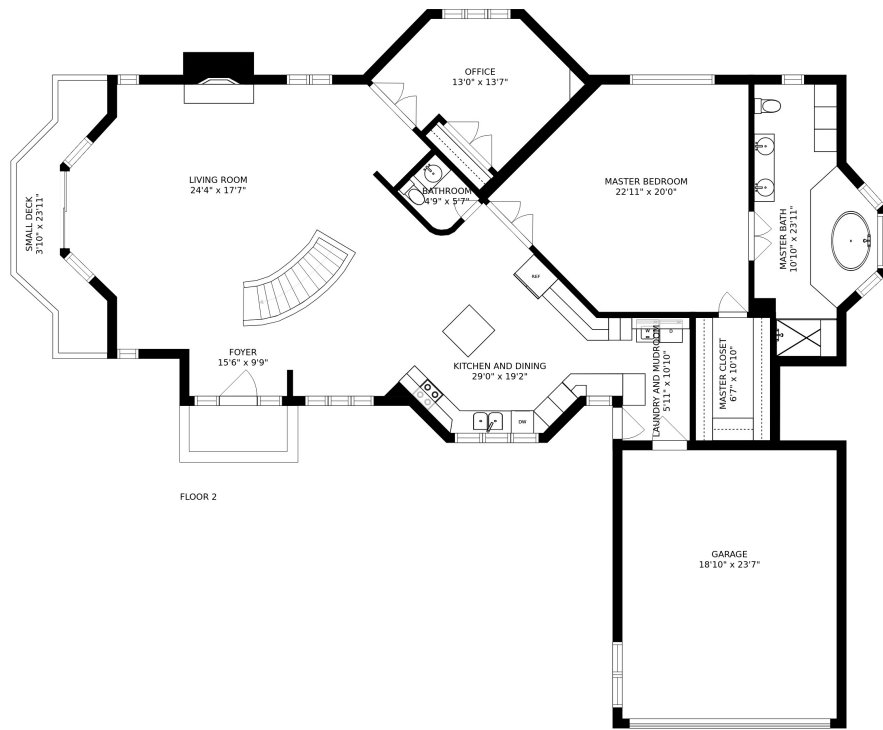 OFFICE
13'0" x 13'7"
LIVING ROOM
24'4" x 17'7"
BATHROOM
4'9" x 5'7"
MASTER BEDROOM
22'11" x 20'0"
SMALL DECK
3'10" x 23'11"
MASTER BATH
10'10" x 23'11"
REF
FOYER
15'6" x 9'9"
KITCHEN AND DINING
29'0" x 19'2"
LAUNDRY AND MUDROOM
5'11" x 10'10"
MASTER CLOSET
6'7" x 10'10"
DW
FLOOR 2
GARAGE
18'10" x 23'7"